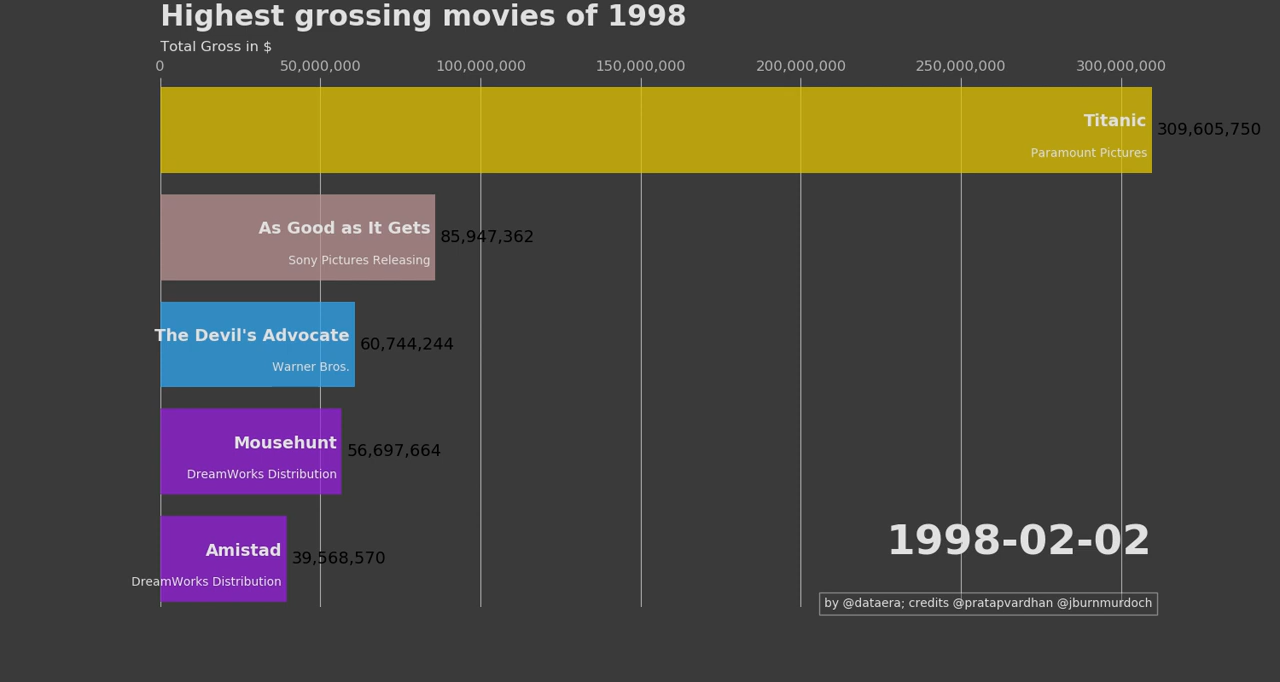 Highest grossing movies of 1998
Total Gross in $
0 50,000,000 100,000,000 150,000,000 200,000,000 250,000,000 300,000,000
Titanic
309,605,750
Paramount Pictures
As Good as It Gets
85,947,362
Sony Pictures Releasing
The Devil's Advocate
60,744,244
Warner Bros.
Mousehunt
56,697,664
DreamWorks Distribution
Amistad
39,568,570
DreamWorks Distribution
1998-02-02
by @dataera; credits @pratapvardhan @jburnmurdoch